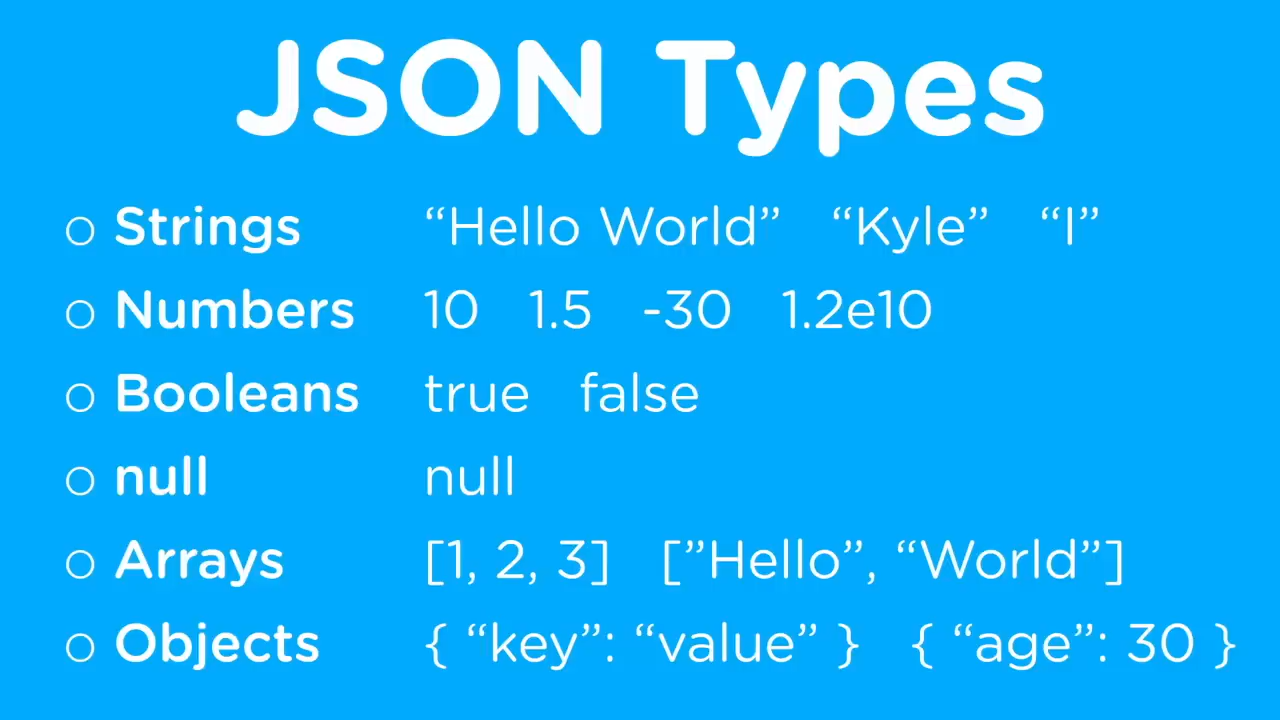 JSON Types
○ Strings “Hello World” “Kyle” “I”
○ Numbers 10 1.5 -30 1.2e10
○ Booleans true false
○ null null
○ Arrays [1, 2, 3] [”Hello”, “World”]
○ Objects { “key”: “value” } { “age”: 30 }